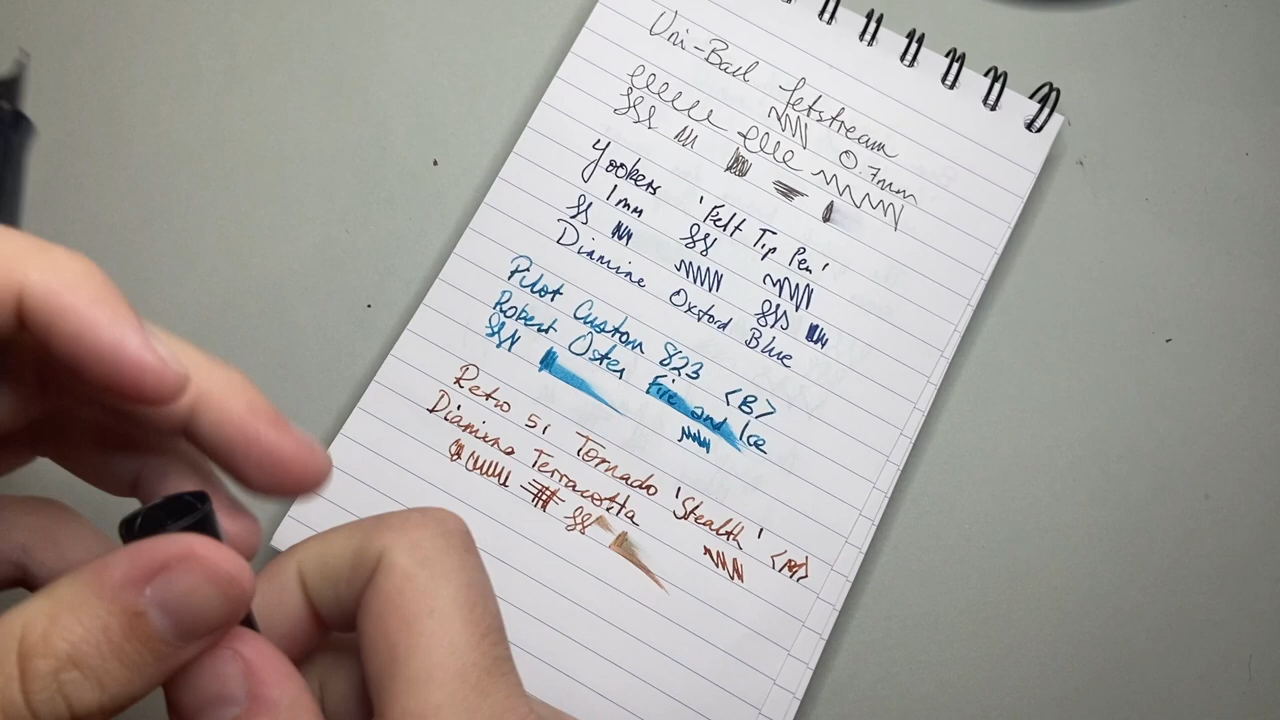 Uni-Ball Jetstream
0.7mm
Yookers 'Felt Tip Pen'
1mm
Diamine Oxford Blue
Pilot Custom 823 <B>
Robert Oster Fire and Ice
Retro 51 Tornado 'Stealth' <M>
Diamine Terracotta